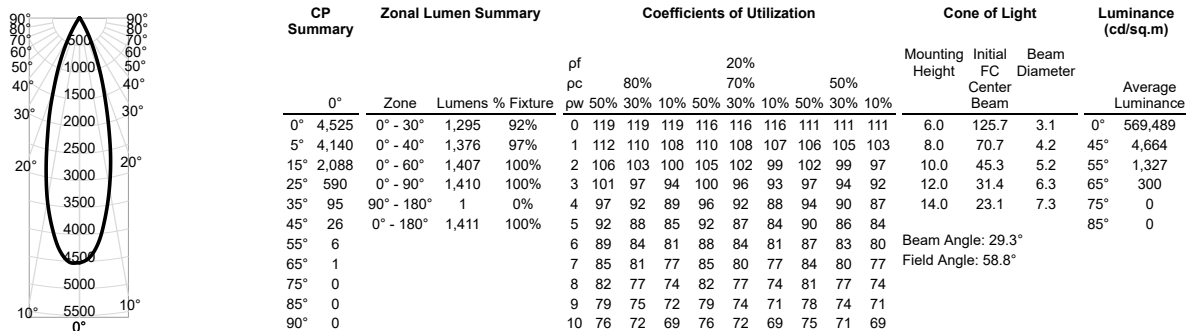 90° 90°
80° 80°
70° 70°
60° 60°
50° 50°
40° 40°
30° 30°
20° 20°
10° 10°
0°
500
1000
1500
2000
2500
3000
3500
4000
4500
5000
5500
CP Summary
0°
0° 4,525
5° 4,140
15° 2,088
25° 590
35° 95
45° 26
55° 6
65° 1
75° 0
85° 0
90° 0
Zonal Lumen Summary
Zone Lumens % Fixture
0° - 30° 1,295 92%
0° - 40° 1,376 97%
0° - 60° 1,407 100%
0° - 90° 1,410 100%
90° - 180° 1 0%
0° - 180° 1,411 100%
Coefficients of Utilization
ρf 20%
ρc 80% 70% 50%
ρw 50% 30% 10% 50% 30% 10% 50% 30% 10%
0 119 119 119 116 116 116 111 111 111
1 112 110 108 110 108 107 106 105 103
2 106 103 100 105 102 99 102 99 97
3 101 97 94 100 96 93 97 94 92
4 97 92 89 96 92 88 94 90 87
5 92 88 85 92 87 84 90 86 84
6 89 84 81 88 84 81 87 83 80
7 85 81 77 85 80 77 84 80 77
8 82 77 74 82 77 74 81 77 74
9 79 75 72 79 74 71 78 74 71
10 76 72 69 76 72 69 75 71 69
Cone of Light
Mounting Height Initial FC Center Beam Beam Diameter
6.0 125.7 3.1
8.0 70.7 4.2
10.0 45.3 5.2
12.0 31.4 6.3
14.0 23.1 7.3
Beam Angle: 29.3°
Field Angle: 58.8°
Luminance
(cd/sq.m)
Average
Luminance
0° 569,489
45° 4,664
55° 1,327
65° 300
75° 0
85° 0